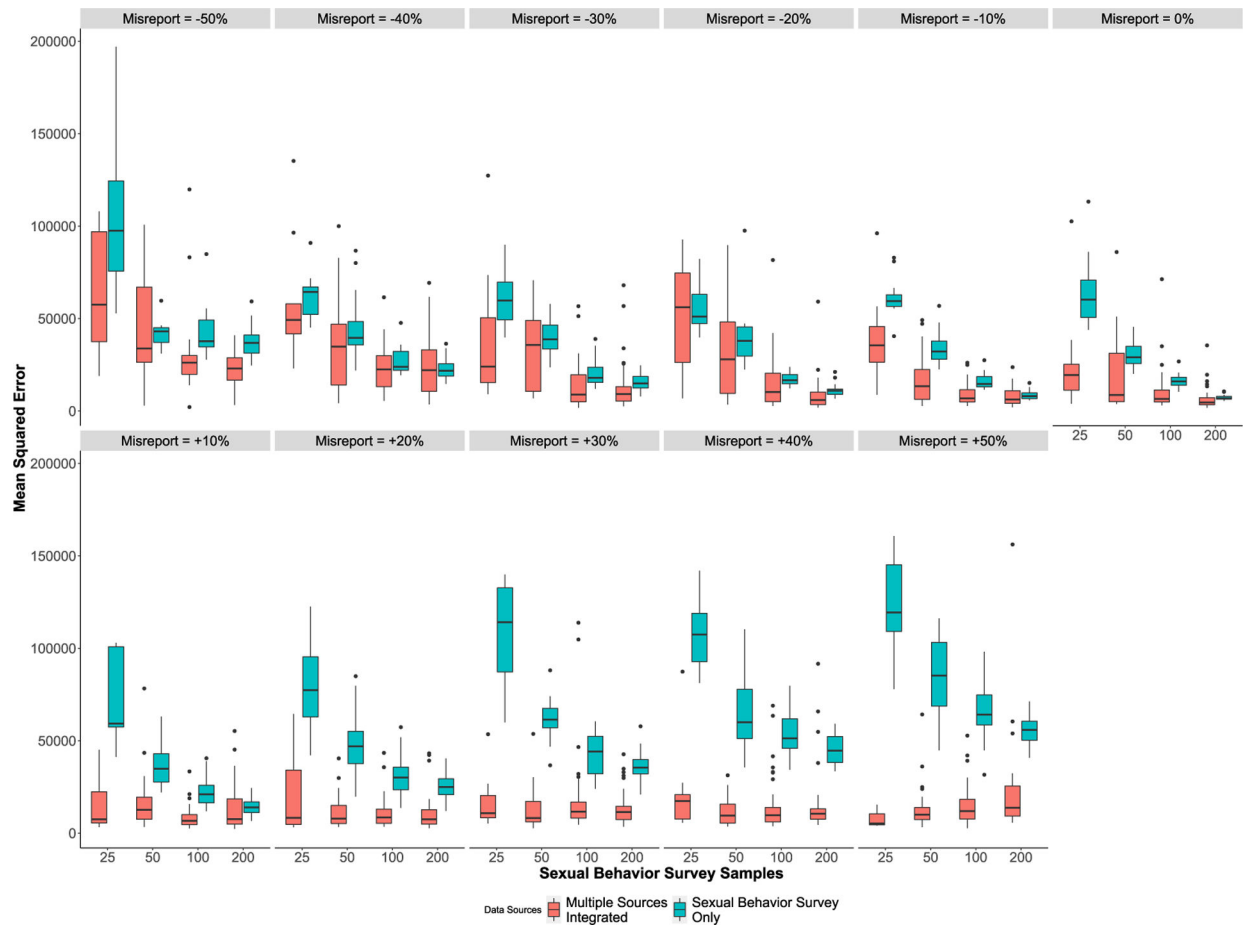 Misreport = -50%
Misreport = -40%
Misreport = -30%
Misreport = -20%
Misreport = -10%
Misreport = 0%
200000
150000
100000
50000
0
25 50 100 200
Misreport = +10%
Misreport = +20%
Misreport = +30%
Misreport = +40%
Misreport = +50%
200000
150000
100000
50000
0
Mean Squared Error
25 50 100 200
25 50 100 200
25 50 100 200
25 50 100 200
25 50 100 200
Sexual Behavior Survey Samples
Data Sources
Multiple Sources
Integrated
Sexual Behavior Survey
Only